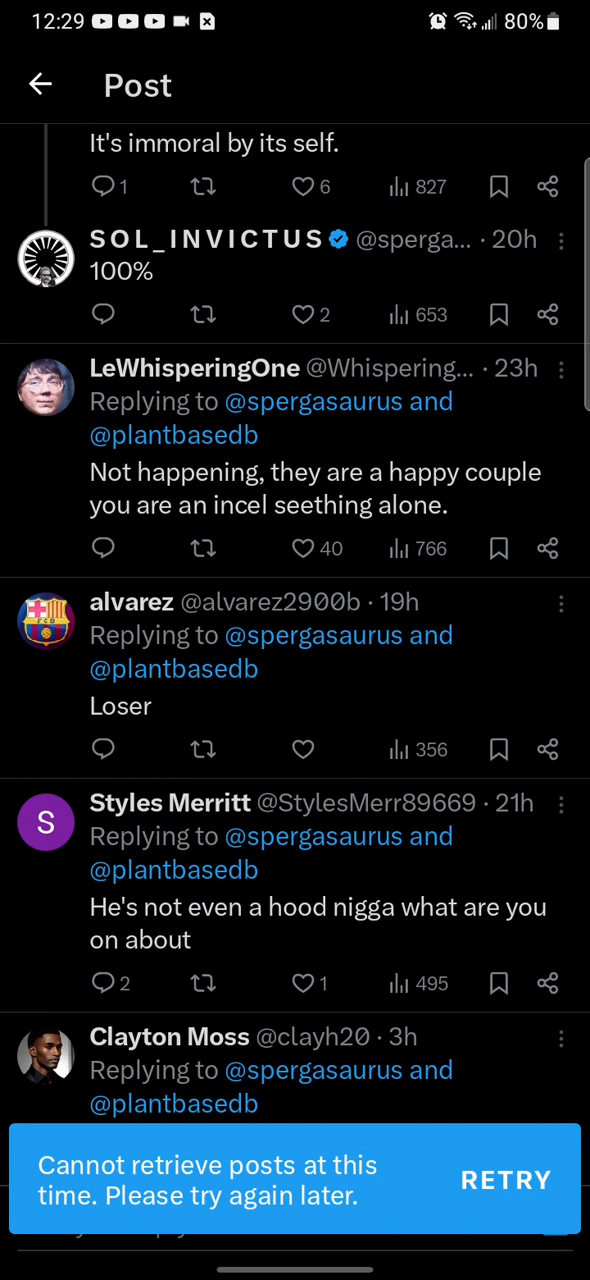 12:29
80%
Post
It's immoral by its self.
1 6 827
SOL_INVICTUS @sperga... · 20h
100%
2 653
LeWhisperingOne @Whispering... · 23h
Replying to @spergasaurus and
@plantbasedb
Not happening, they are a happy couple
you are an incel seething alone.
40 766
alvarez @alvarez2900b · 19h
Replying to @spergasaurus and
@plantbasedb
Loser
356
Styles Merritt @StylesMerr89669 · 21h
Replying to @spergasaurus and
@plantbasedb
S
He's not even a hood nigga what are you
on about
2 1 495
Clayton Moss @clayh20 · 3h
Replying to @spergasaurus and
@plantbasedb
Cannot retrieve posts at this
time. Please try again later.
RETRY